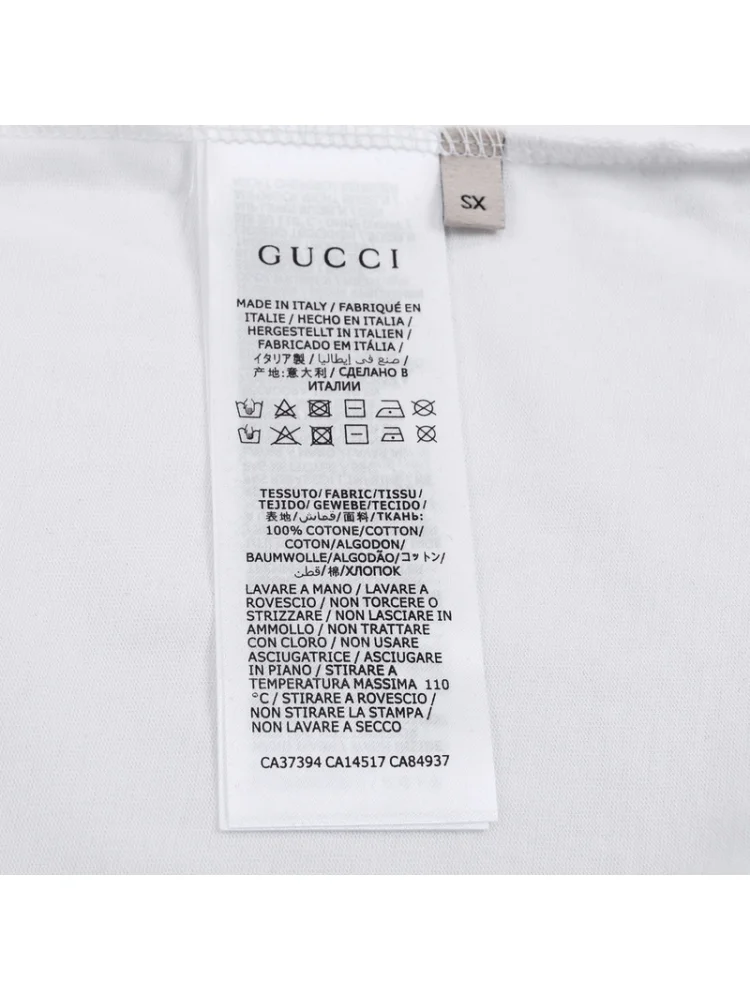 XS
GUCCI
MADE IN ITALY / FABRIQUÉ EN
ITALIE / HECHO EN ITALIA /
HERGESTELLT IN ITALIEN /
FABRICADO EM ITÁLIA /
イタリア製 / صنع في إيطاليا /
产地:意大利 / СДЕЛАНО В
ИТАЛИИ
TESSUTO/FABRIC/TISSU/
TEJIDO/ GEWEBE/TECIDO/
表地/قماش/面料/ТКАНЬ:
100% COTONE/COTTON/
COTON/ALGODON/
BAUMWOLLE/ALGODÃO/コットン/
قطن/棉/ХЛОПОК
LAVARE A MANO / LAVARE A
ROVESCIO / NON TORCERE O
STRIZZARE / NON LASCIARE IN
AMMOLLO / NON TRATTARE
CON CLORO / NON USARE
ASCIUGATRICE / ASCIUGARE
IN PIANO / STIRARE A
TEMPERATURA MASSIMA 110
°C / STIRARE A ROVESCIO /
NON STIRARE LA STAMPA /
NON LAVARE A SECCO
CA37394 CA14517 CA84937